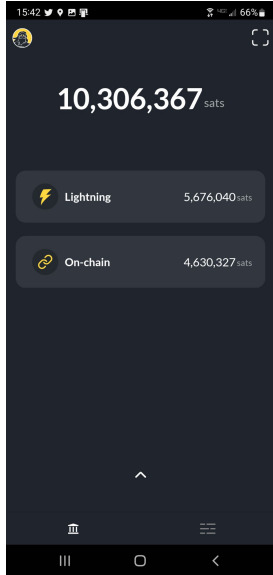 15:42 66%
10,306,367 sats
Lightning 5,676,040 sats
On-chain 4,630,327 sats